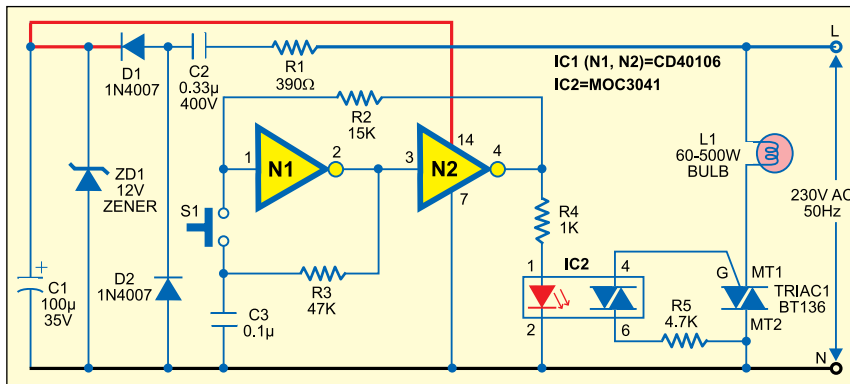 L
IC1 (N1, N2)=CD40106
IC2=MOC3041
D1
1N4007
C2
0.33µ
400V
R1
390Ω
R2
15K
14
L1
60-500W
BULB
1
N1
2
3
N2
4
7
ZD1
12V
ZENER
S1
230V AC
50Hz
R4
1K
IC2
1
4
G
MT1
TRIAC1
BT136
MT2
+
C1
100µ
35V
D2
1N4007
R3
47K
C3
0.1µ
2
6
R5
4.7K
N